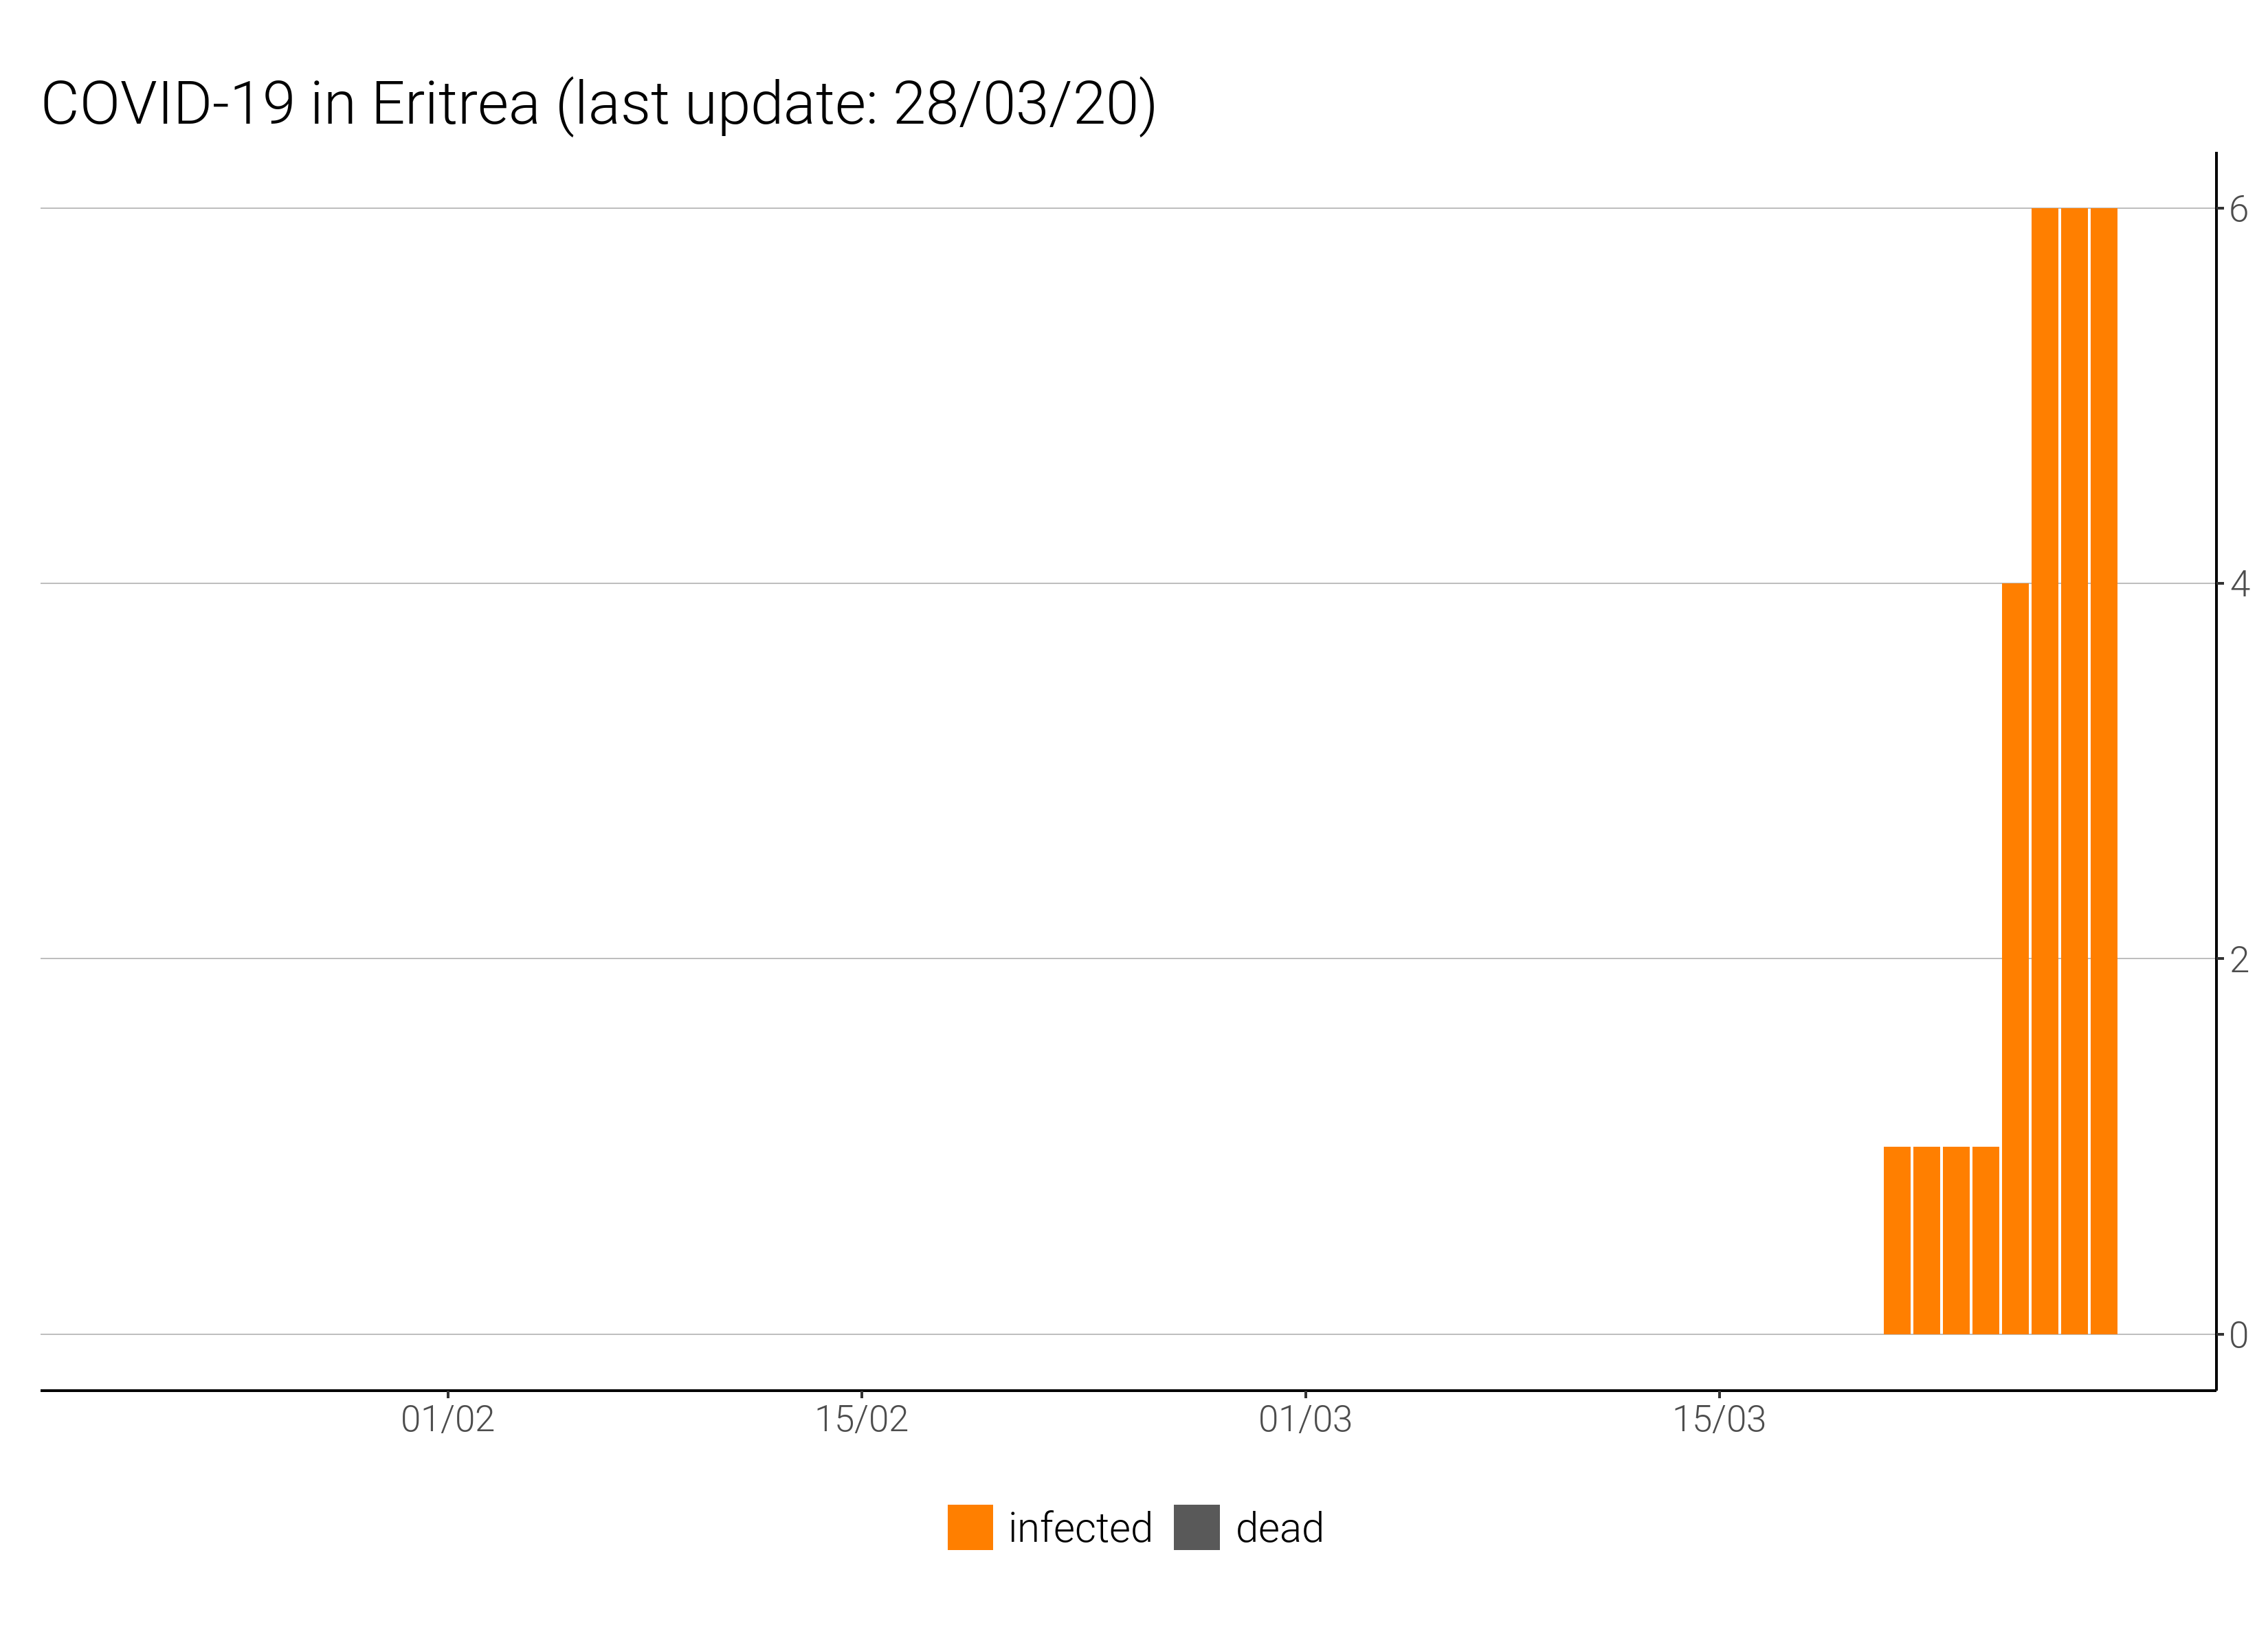 COVID-19 in Eritrea (last update: 28/03/20)
6
4
2
0
01/02 15/02 01/03 15/03
infected dead